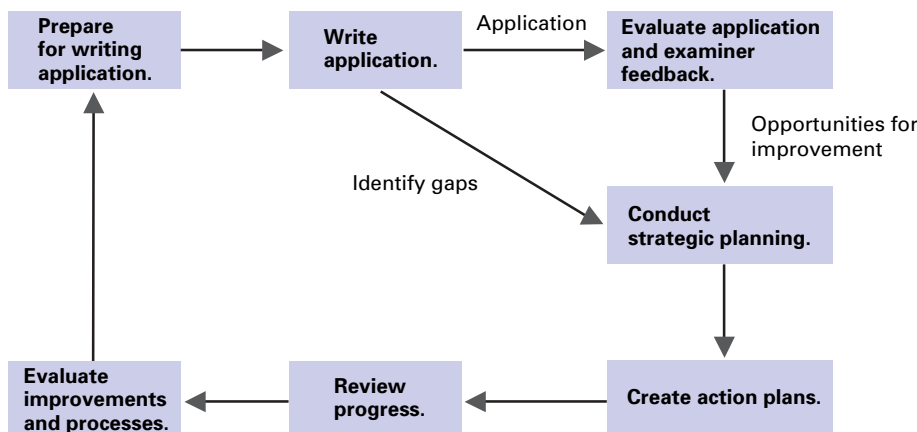 Prepare
for writing
application.
Write
application.
Application
Evaluate application
and examiner
feedback.
Opportunities for
improvement
Identify gaps
Conduct
strategic planning.
Create action plans.
Review
progress.
Evaluate
improvements
and processes.